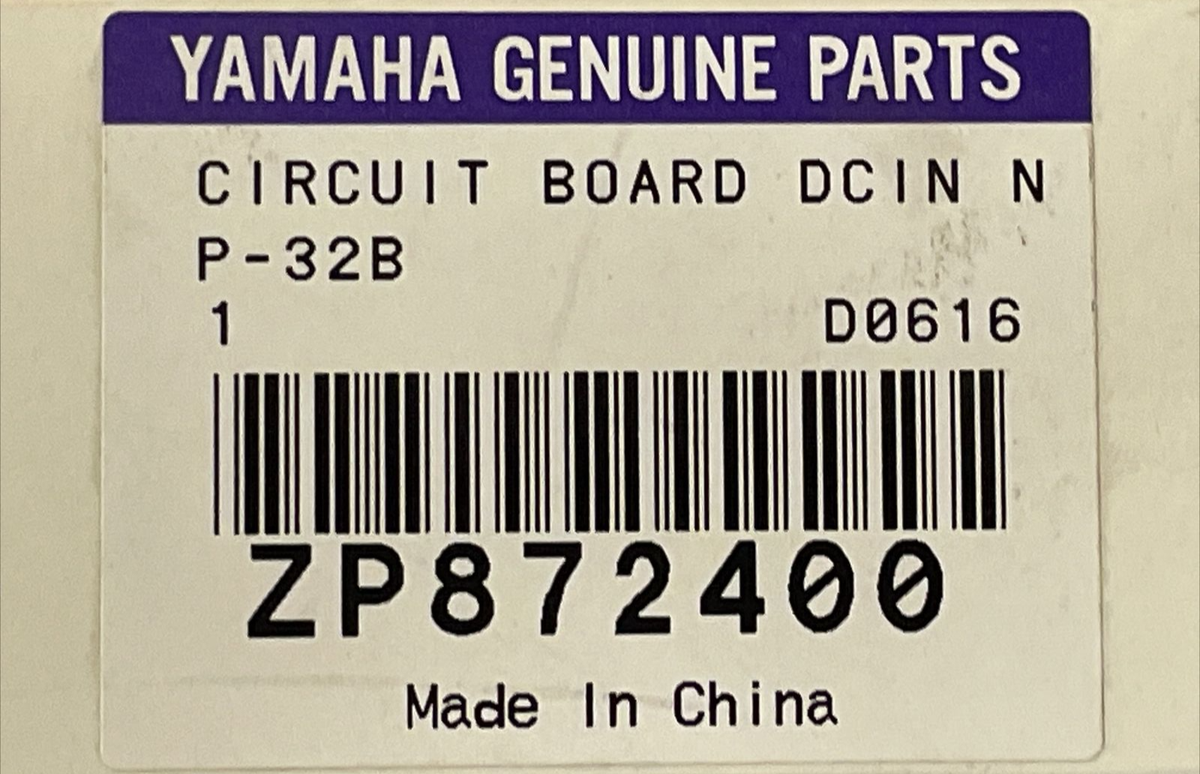 YAMAHA GENUINE PARTS
CIRCUIT BOARD DCIN N
P-32B
1 D0616
ZP872400
Made In China